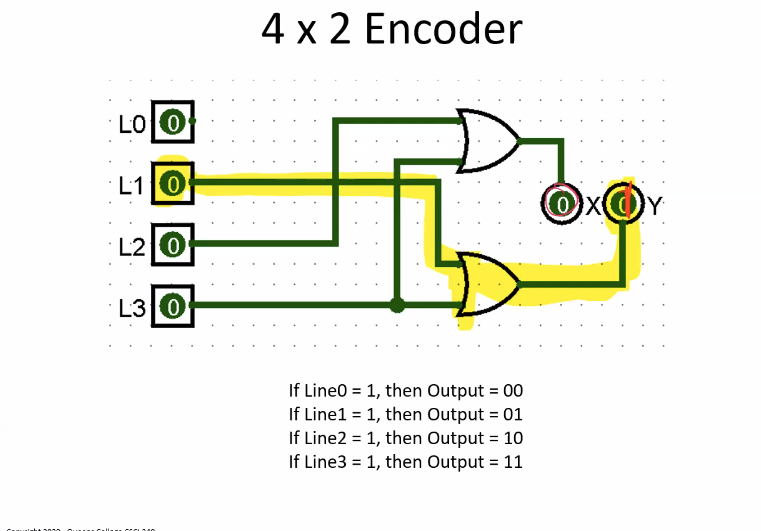 4 x 2 Encoder
L0 0
L1 0
0 X 0 Y
L2 0
L3 0
If Line0 = 1, then Output = 00
If Line1 = 1, then Output = 01
If Line2 = 1, then Output = 10
If Line3 = 1, then Output = 11